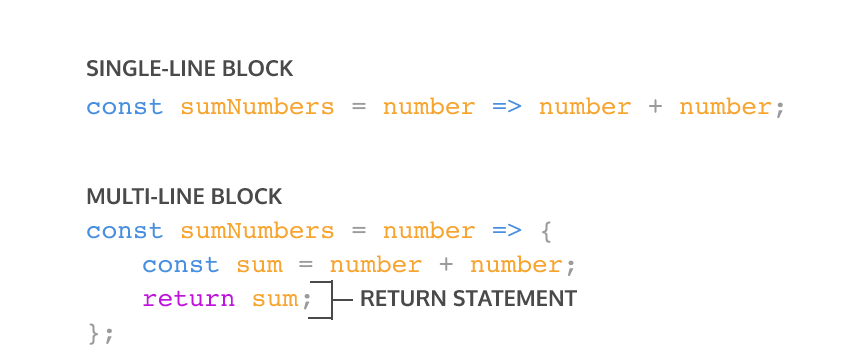 SINGLE-LINE BLOCK
const sumNumbers = number => number + number;
MULTI-LINE BLOCK
const sumNumbers = number => {
const sum = number + number;
return sum; RETURN STATEMENT
};